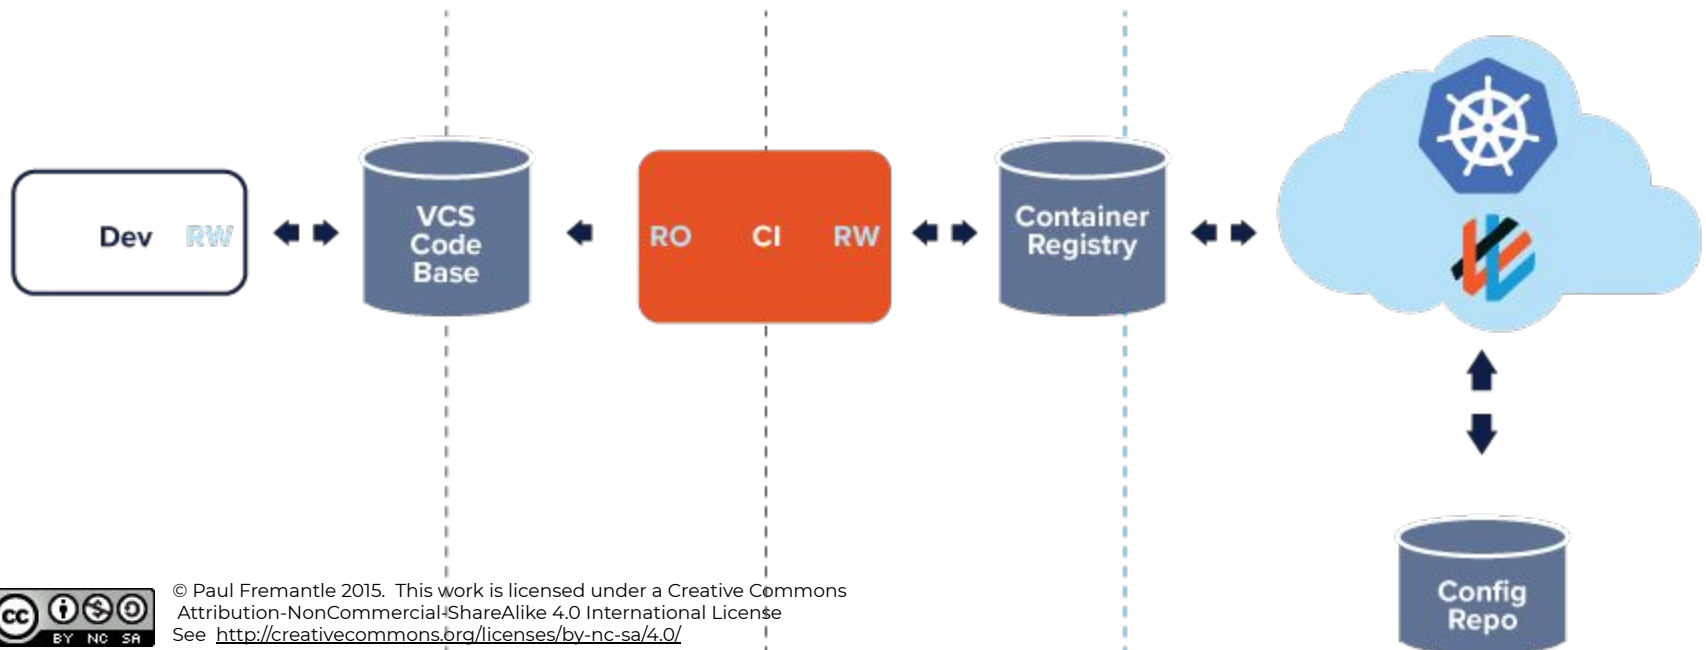 Dev RW
VCS
Code
Base
RO CI RW
Container
Registry
Config
Repo
cc
BY NC SA
© Paul Fremantle 2015. This work is licensed under a Creative Commons
Attribution-NonCommercial-ShareAlike 4.0 International License
See http://creativecommons.org/licenses/by-nc-sa/4.0/